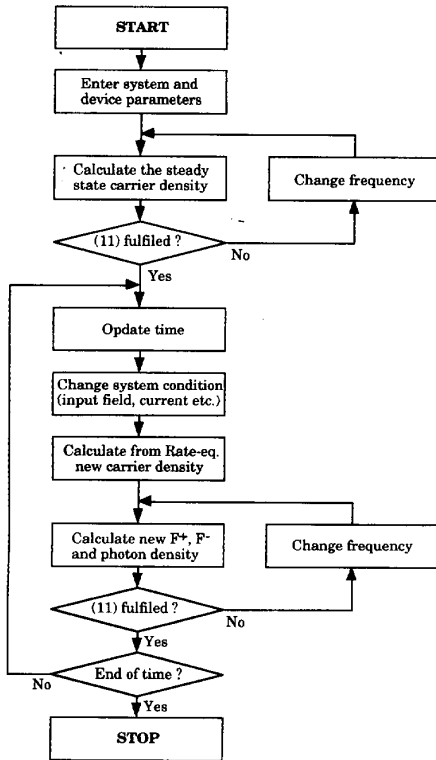 START
Enter system and
device parameters
Calculate the steady
state carrier density
Change frequency
(11) fulfiled ?
No
Yes
Opdate time
Change system condition
(input field, current etc.)
Calculate from Rate-eq.
new carrier density
Calculate new F+, F-
and photon density
Change frequency
(11) fulfiled ?
No
Yes
End of time ?
No
Yes
STOP